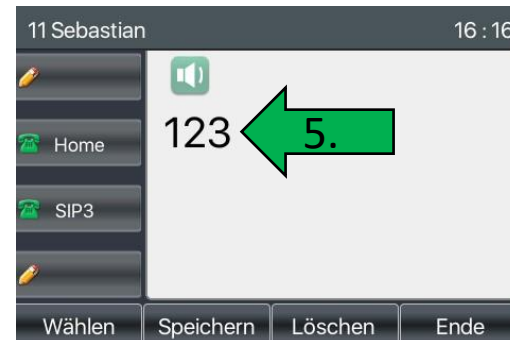 11 Sebastian 16 : 16
123 5.
Home
SIP3
Wählen Speichern Löschen Ende